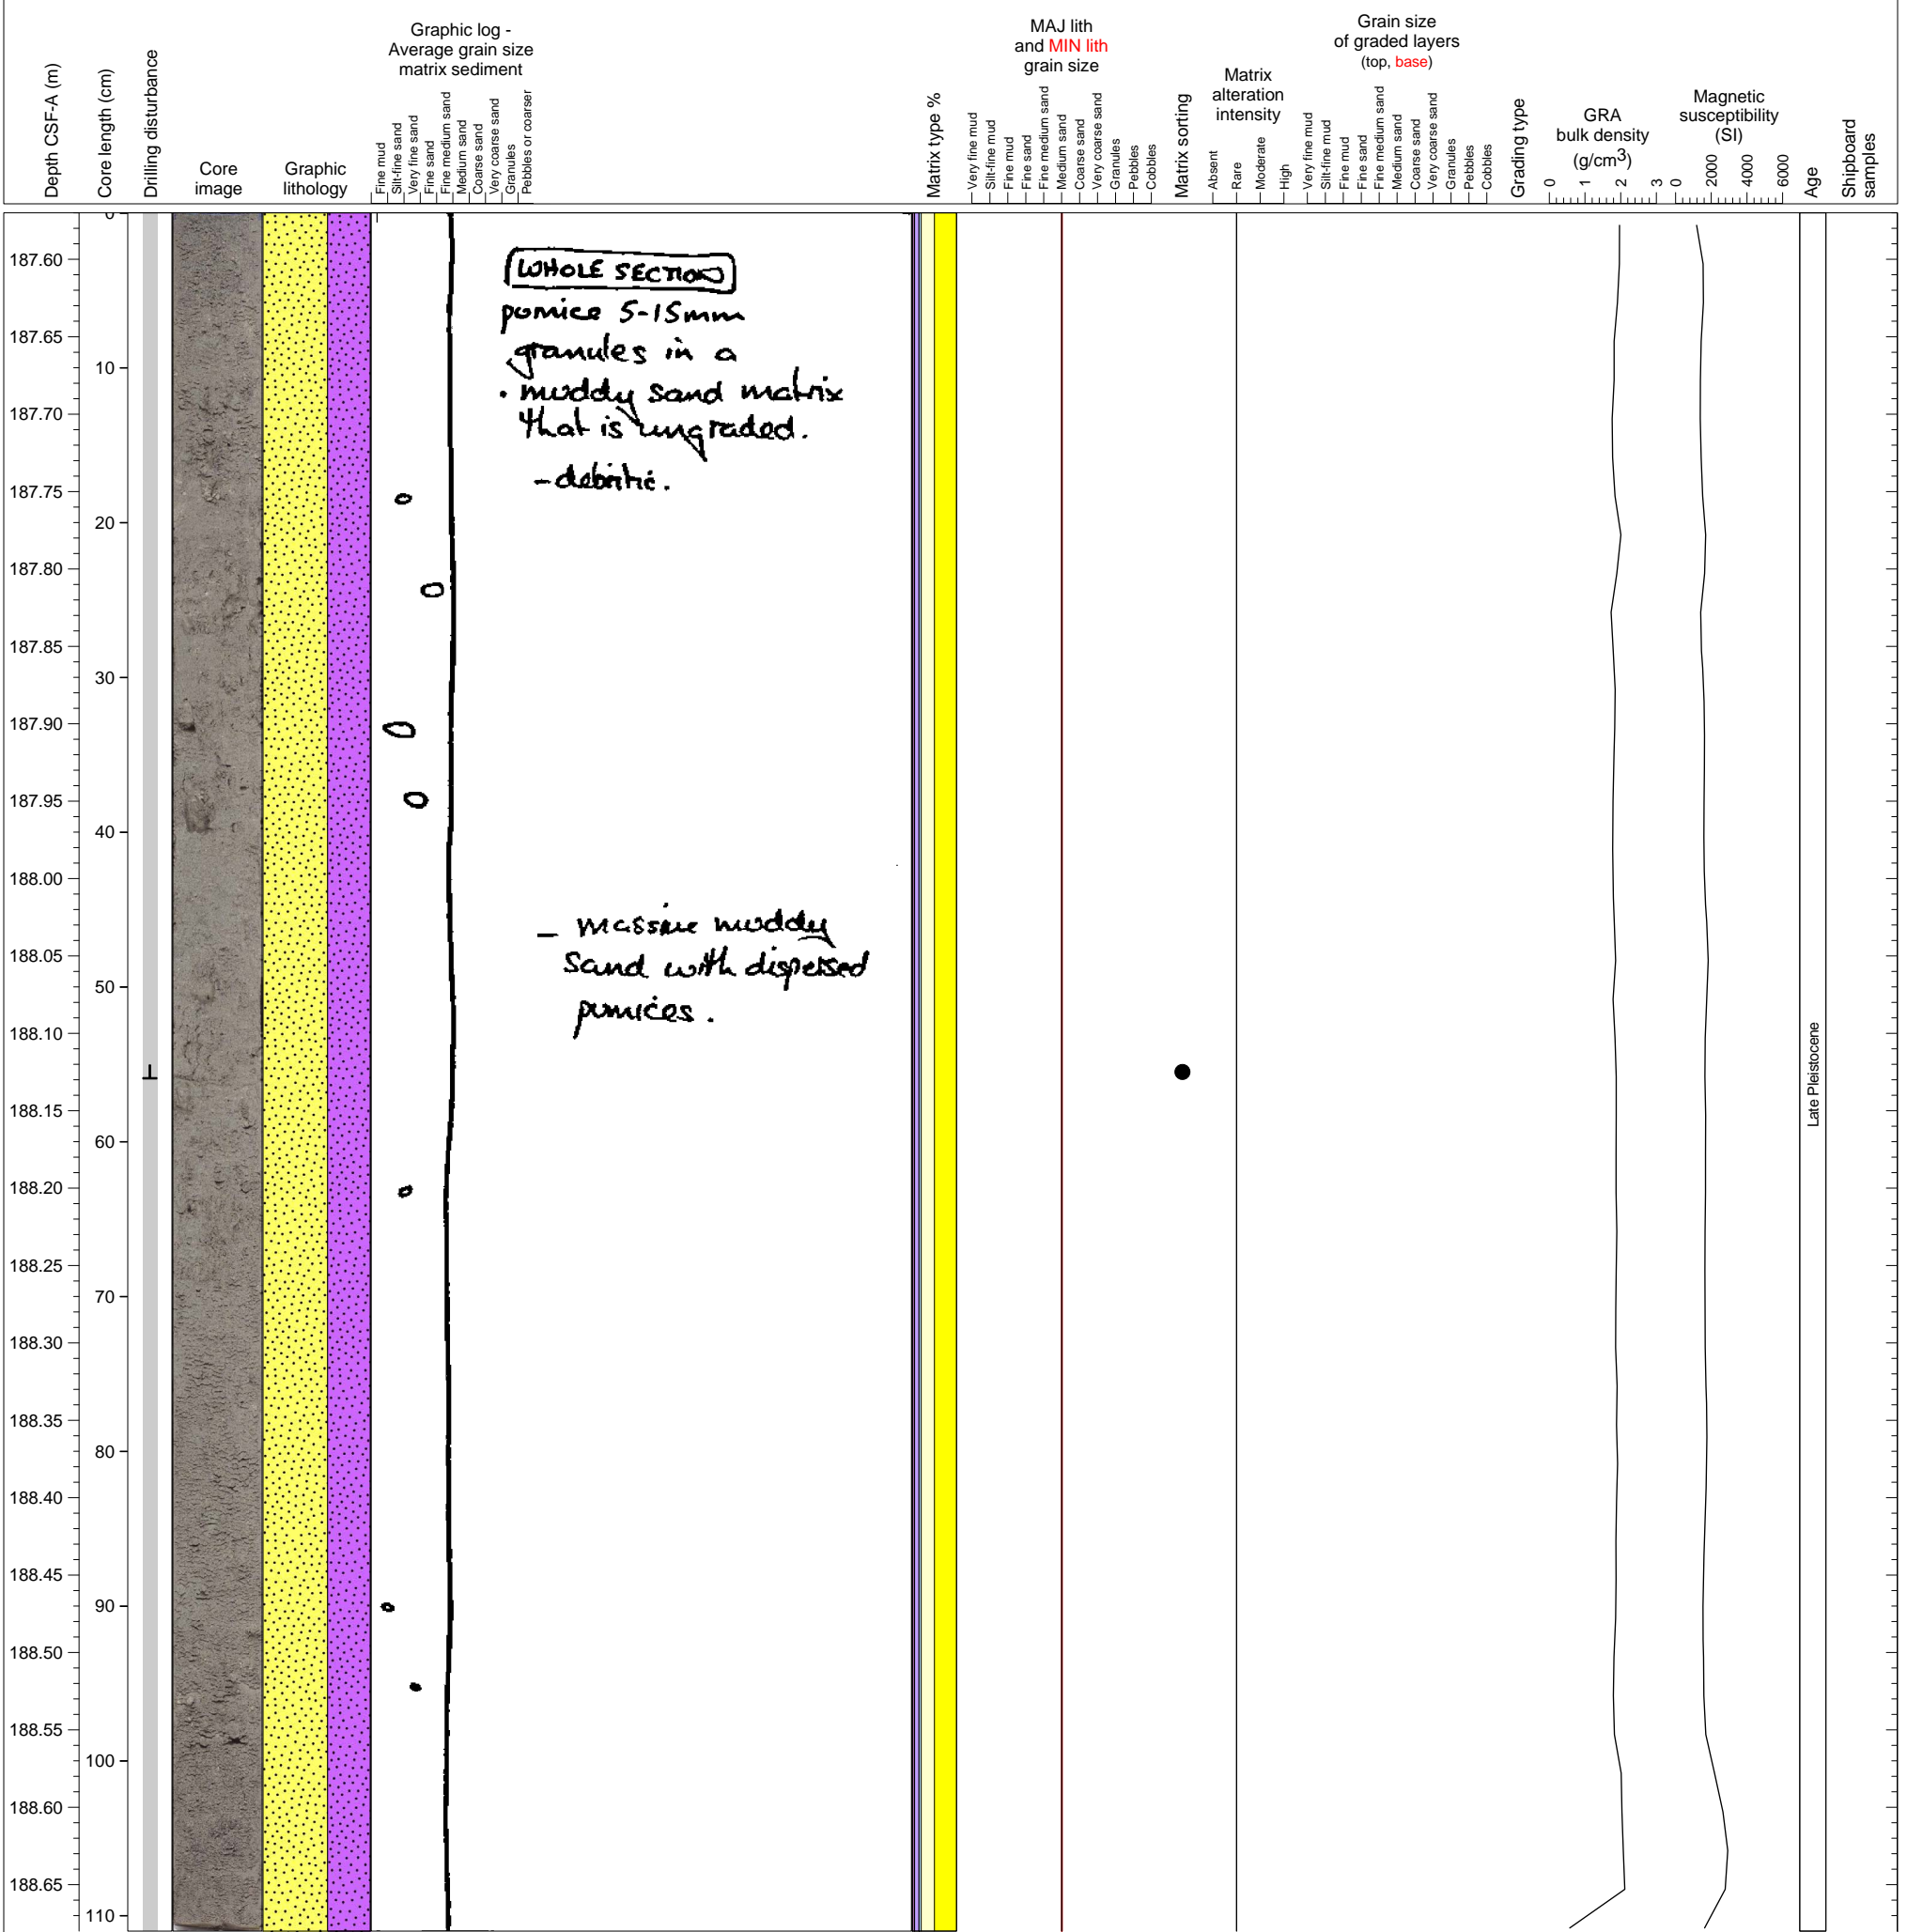 Depth CSF-A (m)
Core length (cm)
Drilling disturbance
Core
image
Graphic
lithology
Graphic log -
Average grain size
matrix sediment
Fine mud
Silt-fine sand
Very fine sand
Fine sand
Fine medium sand
Medium sand
Coarse sand
Very coarse sand
Granules
Pebbles or coarser
Matrix type %
MAJ lith
and MIN lith
grain size
Very fine mud
Silt-fine mud
Fine mud
Fine sand
Fine medium sand
Medium sand
Coarse sand
Very coarse sand
Granules
Pebbles
Cobbles
Matrix sorting
Matrix
alteration
intensity
Absent
Rare
Moderate
High
Grain size
of graded layers
(top, base)
Very fine mud
Silt-fine mud
Fine mud
Fine sand
Fine medium sand
Medium sand
Coarse sand
Very coarse sand
Granules
Pebbles
Cobbles
Grading type
GRA
bulk density
(g/cm3)
0 1 2 3
Magnetic
susceptibility
(SI)
0 2000 4000 6000
Age
Shipboard
samples
0
187.60
187.65
10
187.70
187.75
20
187.80
187.85
30
187.90
187.95
40
188.00
188.05
50
188.10
188.15
60
188.20
188.25
70
188.30
188.35
80
188.40
188.45
90
188.50
188.55
100
188.60
188.65
110
WHOLE SECTION
pumice 5-15mm
granules in a
• muddy sand matrix
that is ungraded.
- debritic.
- massive muddy
sand with dispersed
pumices.
Late Pleistocene